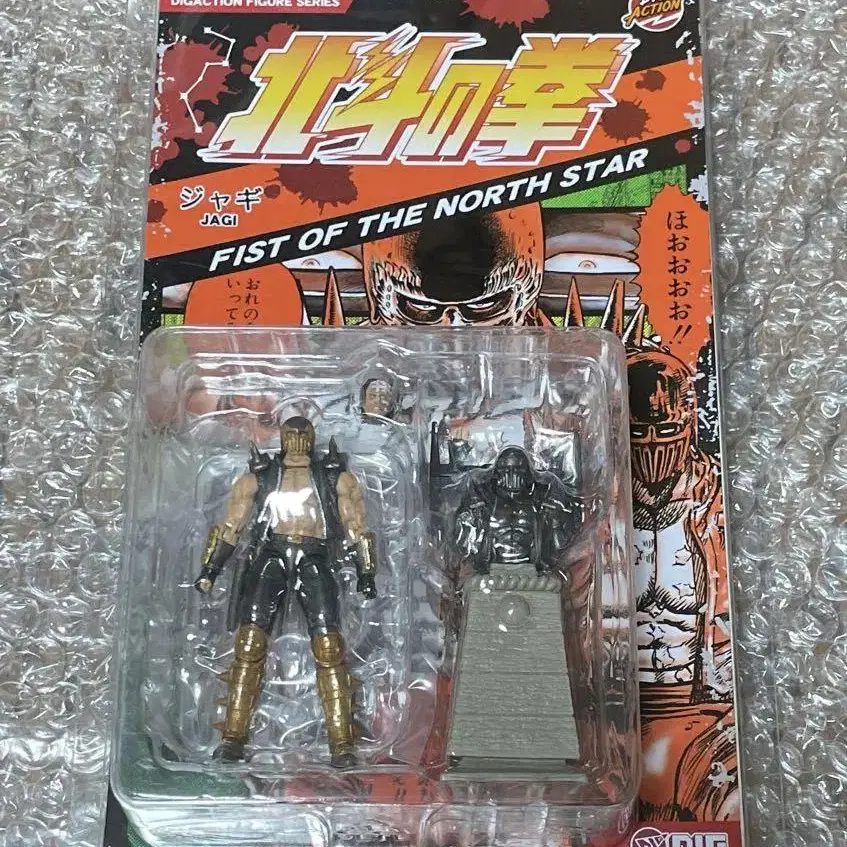 DIGACTION FIGURE SERIES
ACTION
北斗の拳
ジャギ
JAGI
FIST OF THE NORTH STAR
ほおおおお!!
おれの
いって
DIG